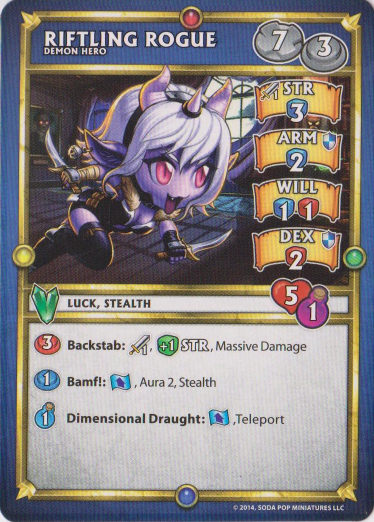 RIFTLING ROGUE
DEMON HERO
7 3
STR
3
ARM
2
WILL
1 1
DEX
2
5
1
LUCK, STEALTH
3 Backstab: 1, +1 STR, Massive Damage
1 Bamf!: , Aura 2, Stealth
1 Dimensional Draught: ,Teleport
© 2014, SODA POP MINIATURES LLC